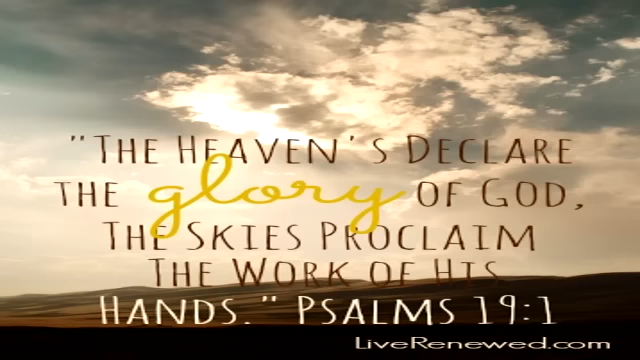 "The Heaven's Declare
the glory of God,
The Skies Proclaim
The Work of His
Hands." Psalms 19:1
LiveRenewed.com